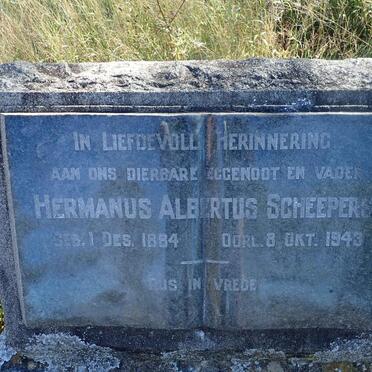 IN LIEFDEVOLLE HERINNERING
AAN ONS DIERBARE EGGENOOT EN VADER
HERMANUS ALBERTUS SCHEEPERS
GEB. 1 DES. 1884 OORL. 8 OKT. 1943
RUS IN VREDE